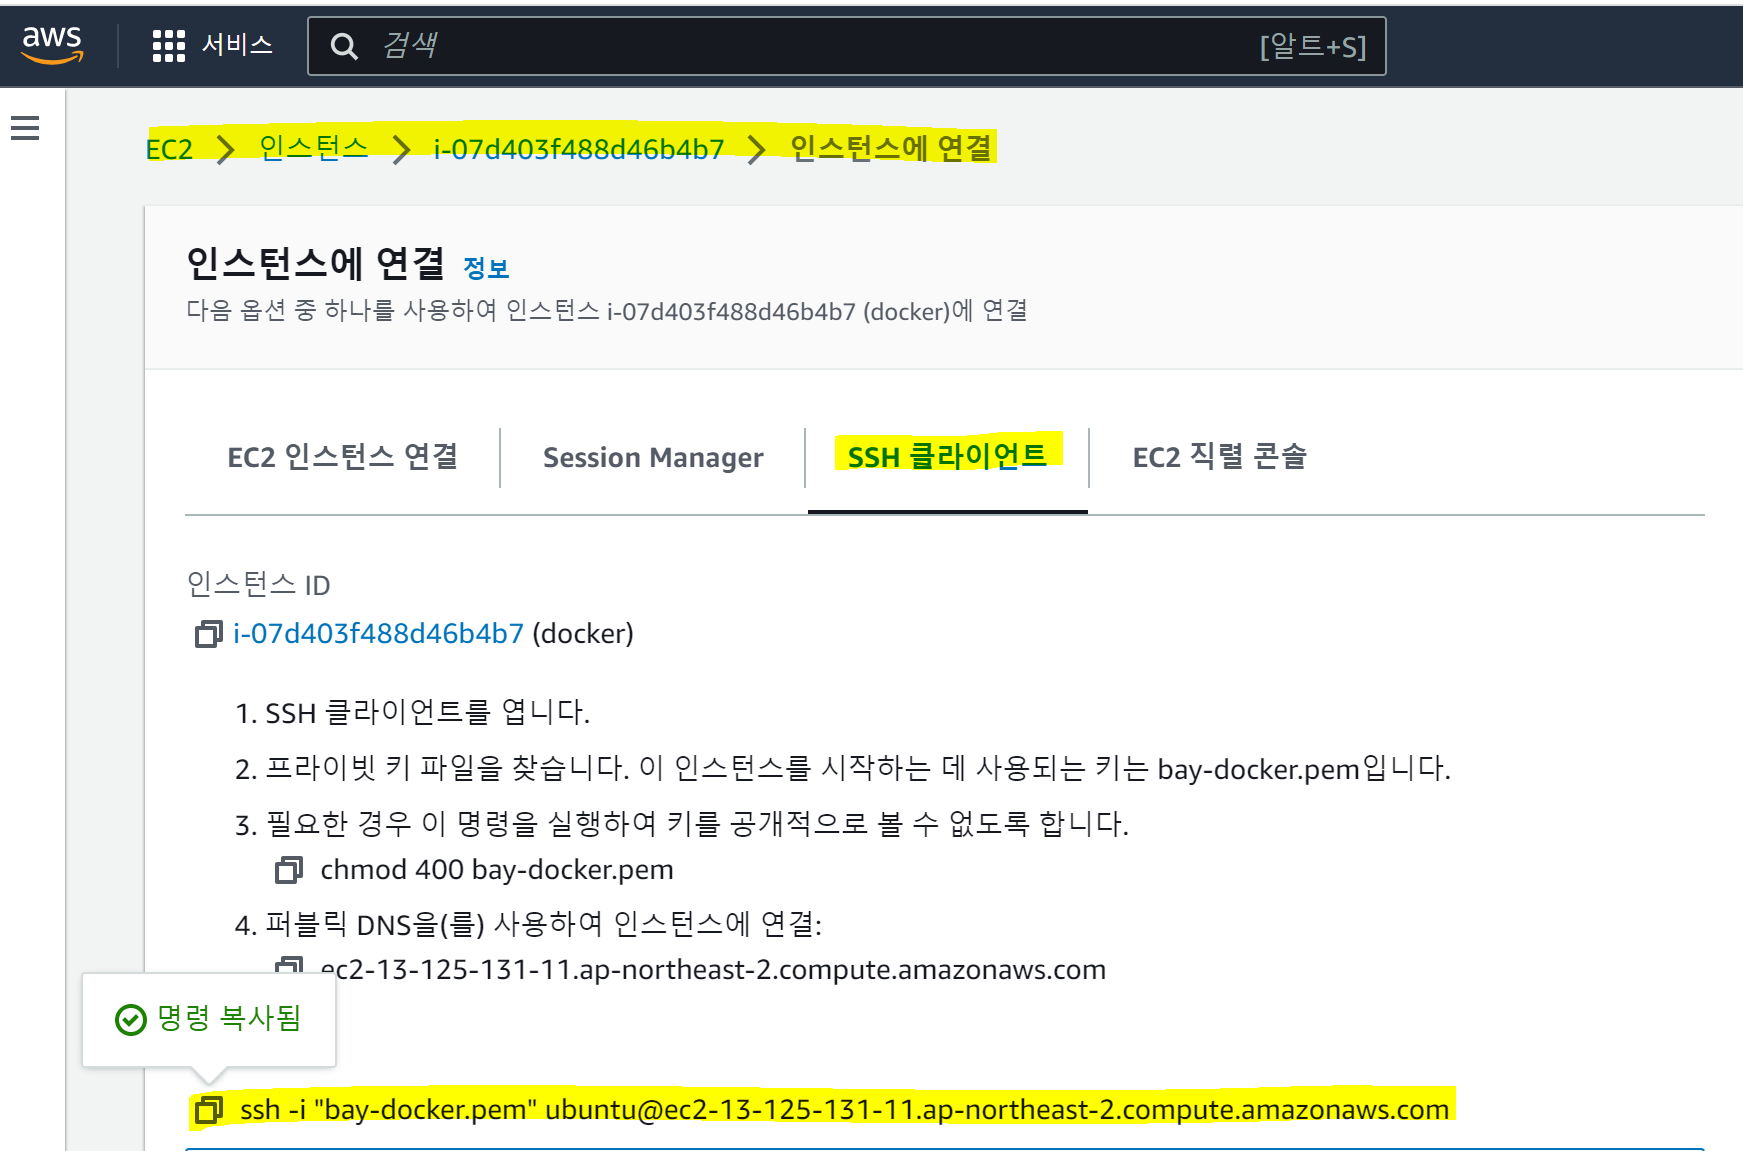 aws 서비스 검색 [알트+S]
EC2 > 인스턴스 > i-07d403f488d46b4b7 > 인스턴스에 연결
인스턴스에 연결 정보
다음 옵션 중 하나를 사용하여 인스턴스 i-07d403f488d46b4b7 (docker)에 연결
EC2 인스턴스 연결 Session Manager SSH 클라이언트 EC2 직렬 콘솔
인스턴스 ID
i-07d403f488d46b4b7 (docker)
1. SSH 클라이언트를 엽니다.
2. 프라이빗 키 파일을 찾습니다. 이 인스턴스를 시작하는 데 사용되는 키는 bay-docker.pem입니다.
3. 필요한 경우 이 명령을 실행하여 키를 공개적으로 볼 수 없도록 합니다.
chmod 400 bay-docker.pem
4. 퍼블릭 DNS을(를) 사용하여 인스턴스에 연결:
ec2-13-125-131-11.ap-northeast-2.compute.amazonaws.com
명령 복사됨
ssh -i "bay-docker.pem" ubuntu@ec2-13-125-131-11.ap-northeast-2.compute.amazonaws.com